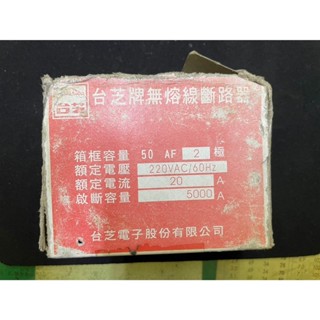 台芝
台芝牌無熔線斷路器
箱框容量 50 AF 2 極
額定電壓 220VAC/60Hz
額定電流 20 A
啟斷容量 5000 A
台芝電子股份有限公司